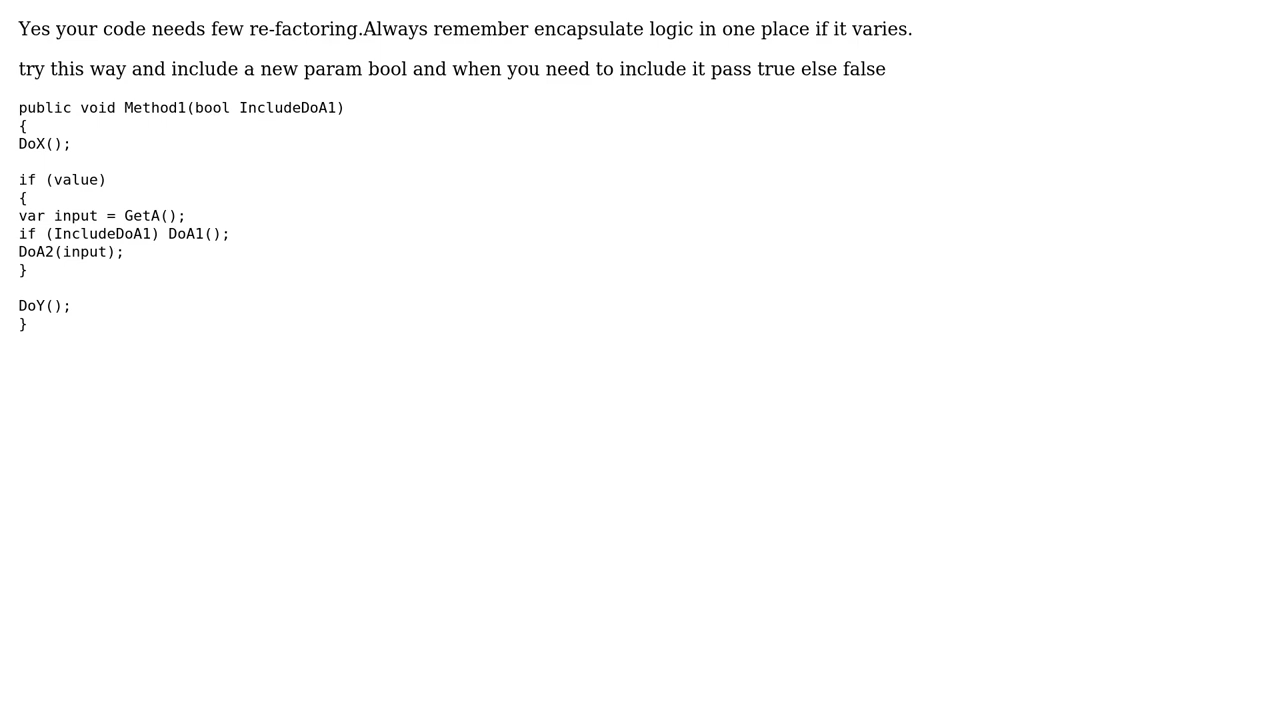 Yes your code needs few re-factoring.Always remember encapsulate logic in one place if it varies.
try this way and include a new param bool and when you need to include it pass true else false
public void Method1(bool IncludeDoA1)
{
DoX();
if (value)
{
var input = GetA();
if (IncludeDoA1) DoA1();
DoA2(input);
}
DoY();
}